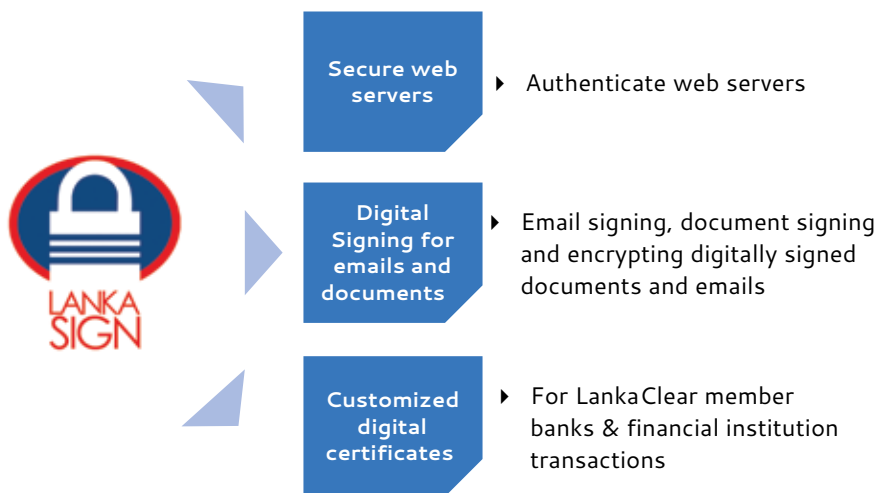 Secure web
servers
Authenticate web servers
LANKA
SIGN
Digital
Signing for
emails and
documents
Email signing, document signing
and encrypting digitally signed
documents and emails
Customized
digital
certificates
For LankaClear member
banks & financial institution
transactions